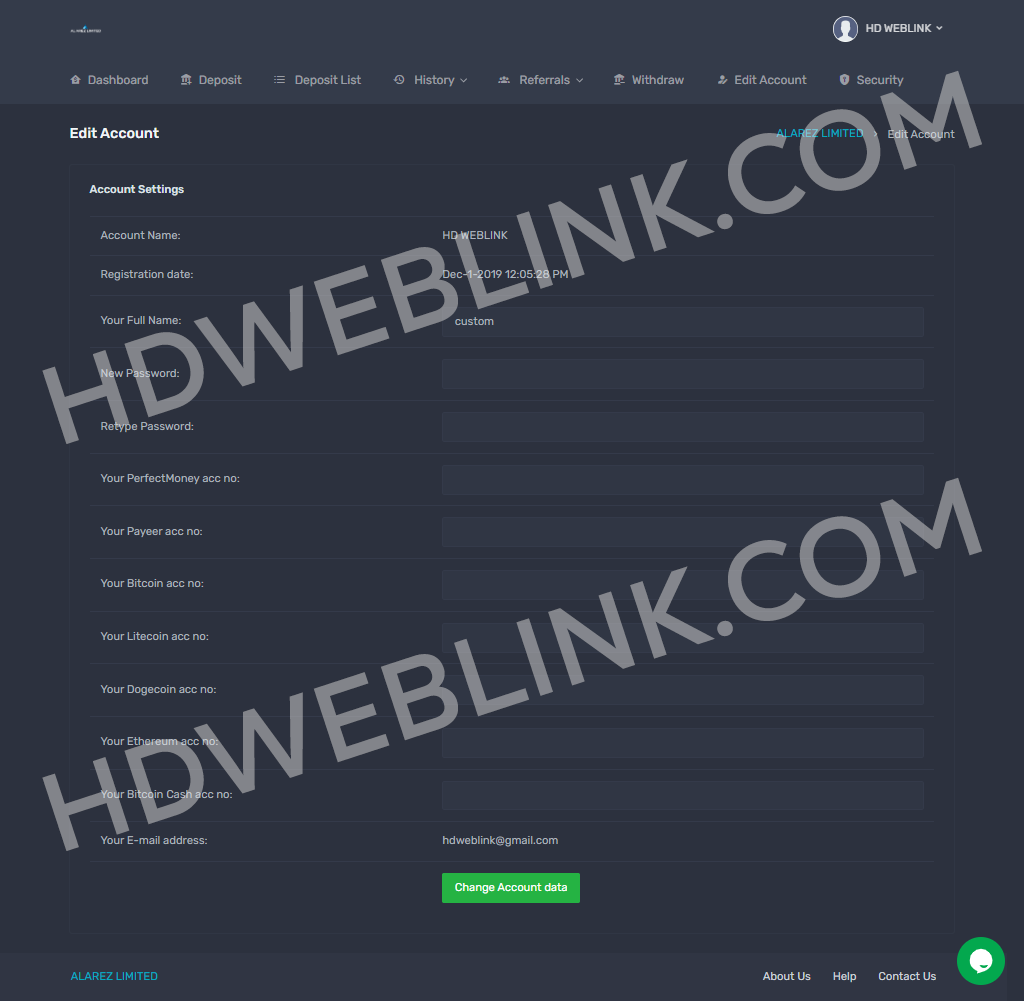 ALAREZ LIMITED
HD WEBLINK
Dashboard Deposit Deposit List History Referrals Withdraw Edit Account Security
Edit Account
ALAREZ LIMITED › Edit Account
Account Settings
Account Name: HD WEBLINK
Registration date: Dec-1-2019 12:05:28 PM
Your Full Name: custom
New Password:
HDWEBLINK.COM
Retype Password:
Your PerfectMoney acc no:
Your Payeer acc no:
Your Bitcoin acc no:
Your Litecoin acc no:
Your Dogecoin acc no:
HDWEBLINK.COM
Your Ethereum acc no:
Your Bitcoin Cash acc no:
Your E-mail address: hdweblink@gmail.com
Change Account data
ALAREZ LIMITED
About Us Help Contact Us